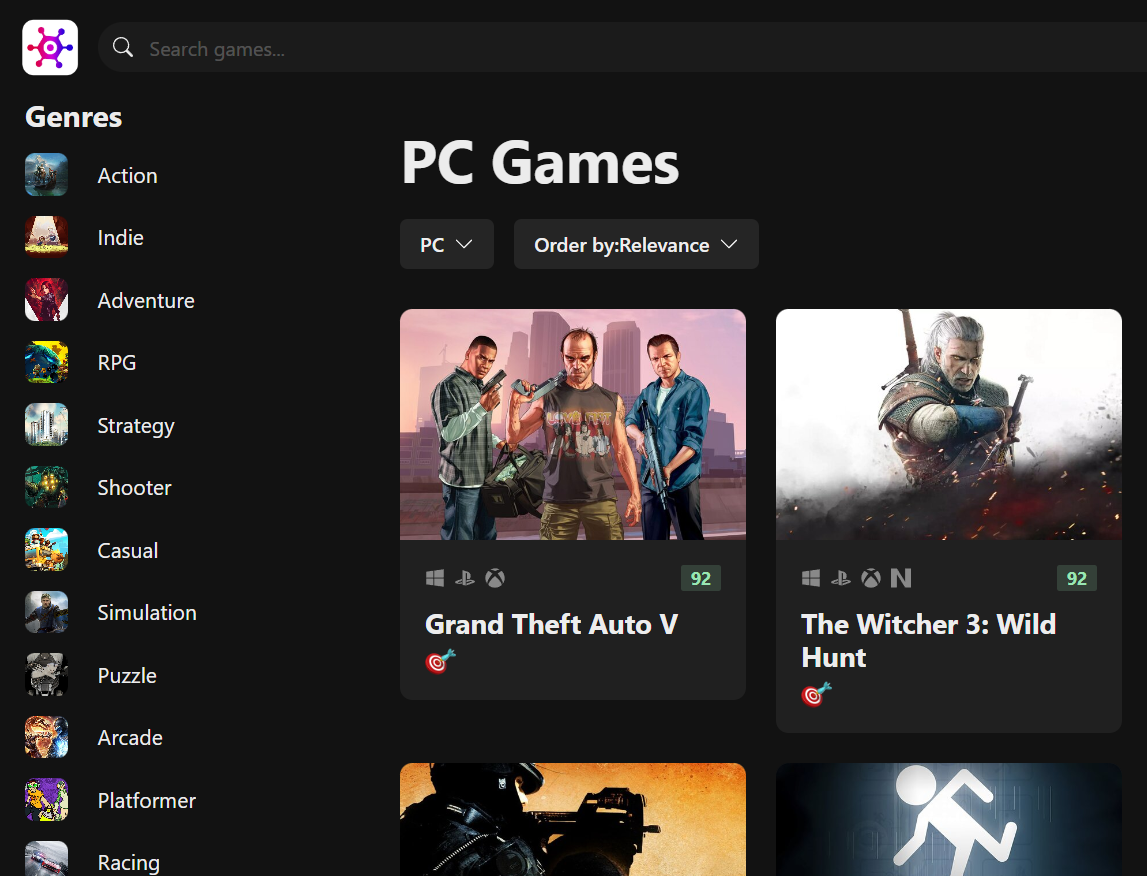 Search games...
Genres
Action
Indie
Adventure
RPG
Strategy
Shooter
Casual
Simulation
Puzzle
Arcade
Platformer
Racing
PC Games
PC
Order by:Relevance
92
Grand Theft Auto V
92
The Witcher 3: Wild
Hunt